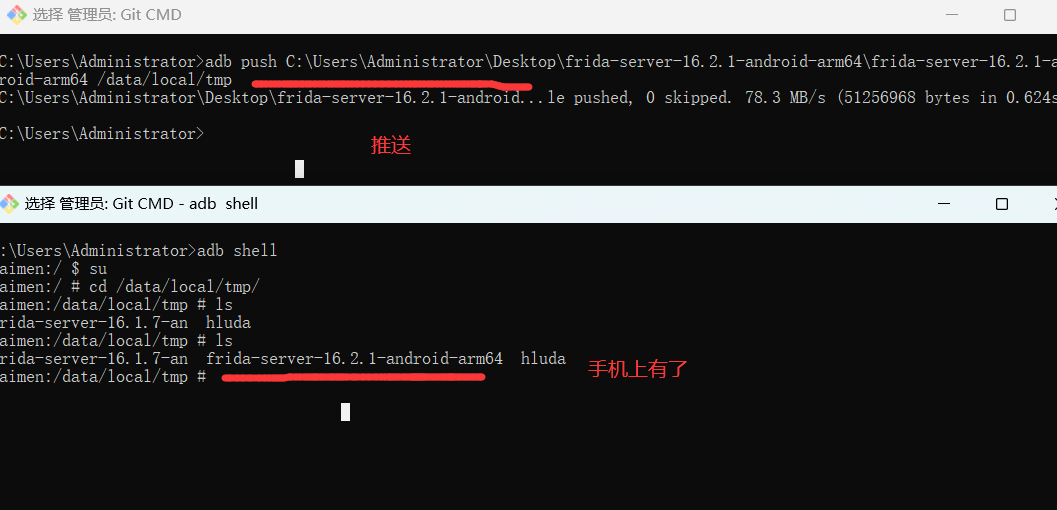 选择 管理员: Git CMD
C:\Users\Administrator>adb push C:\Users\Administrator\Desktop\frida-server-16.2.1-android-arm64\frida-server-16.2.1-a
roid-arm64 /data/local/tmp
C:\Users\Administrator\Desktop\frida-server-16.2.1-android...le pushed, 0 skipped. 78.3 MB/s (51256968 bytes in 0.624s
C:\Users\Administrator>
推送
选择 管理员: Git CMD - adb  shell
:\Users\Administrator>adb shell
aimen:/ $ su
aimen:/ # cd /data/local/tmp/
aimen:/data/local/tmp # ls
rida-server-16.1.7-an  hluda
aimen:/data/local/tmp # ls
rida-server-16.1.7-an  frida-server-16.2.1-android-arm64  hluda
手机上有了
aimen:/data/local/tmp #